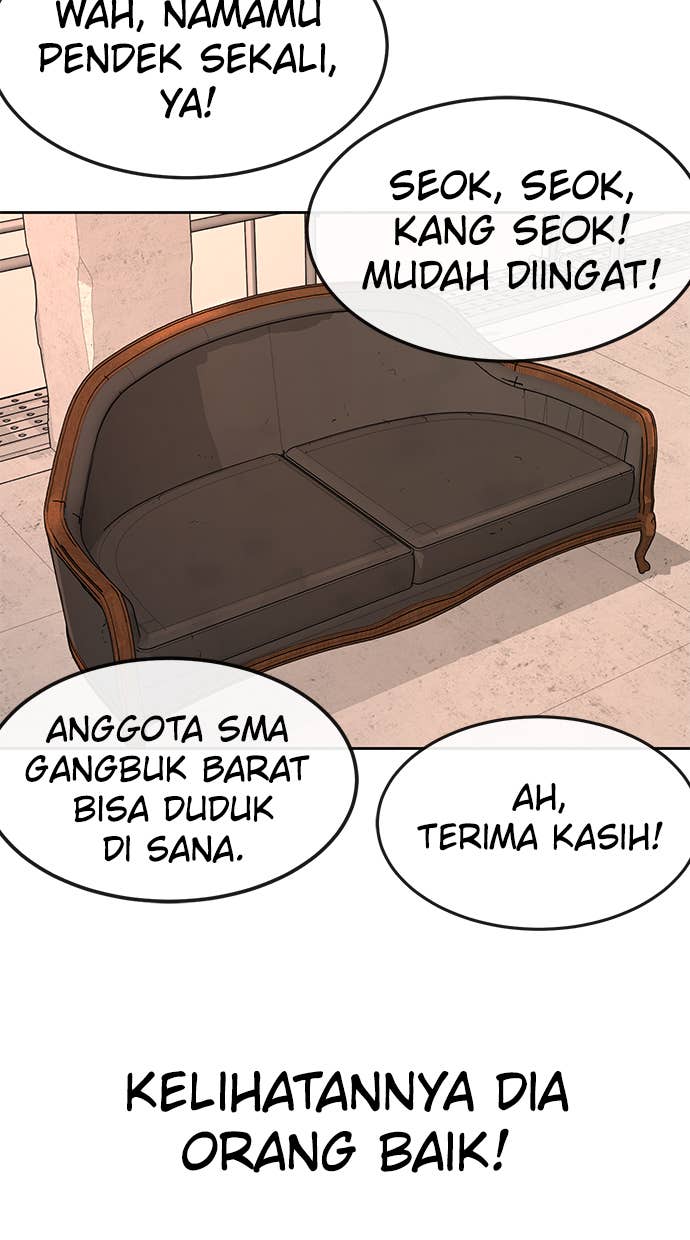 WAH, NAMAMU
PENDEK SEKALI,
YA!
SEOK, SEOK,
KANG SEOK!
MUDAH DIINGAT!
ANGGOTA SMA
GANGBUK BARAT
BISA DUDUK
DI SANA.
AH,
TERIMA KASIH!
KELIHATANNYA DIA
ORANG BAIK!